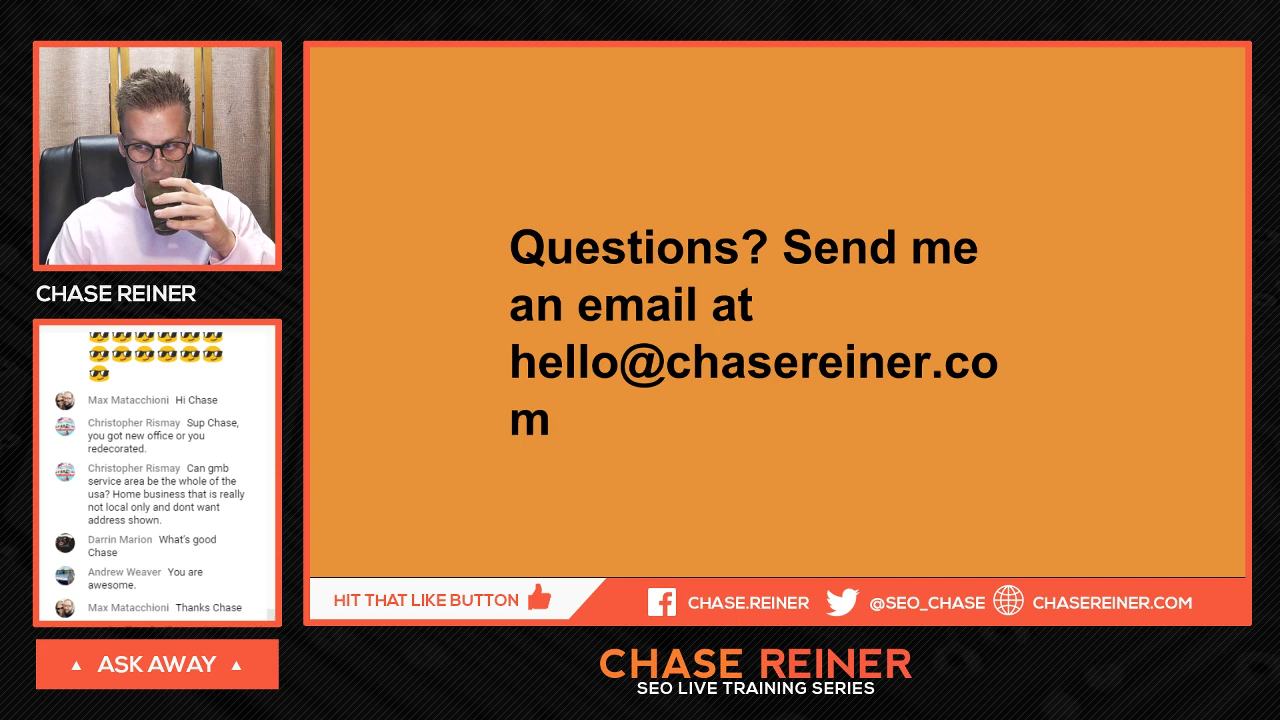 CHASE REINER
Max Matacchioni Hi Chase
Christopher Rismay Sup Chase,
you got new office or you
redecorated.
Christopher Rismay Can gmb
service area be the whole of the
usa? Home business that is really
not local only and dont want
address shown.
Darrin Marion What's good
Chase
Andrew Weaver You are
awesome.
Max Matacchioni Thanks Chase
▲ ASK AWAY ▲
Questions? Send me
an email at
hello@chasereiner.co
m
HIT THAT LIKE BUTTON
CHASE.REINER
@SEO_CHASE
CHASEREINER.COM
CHASE REINER
SEO LIVE TRAINING SERIES